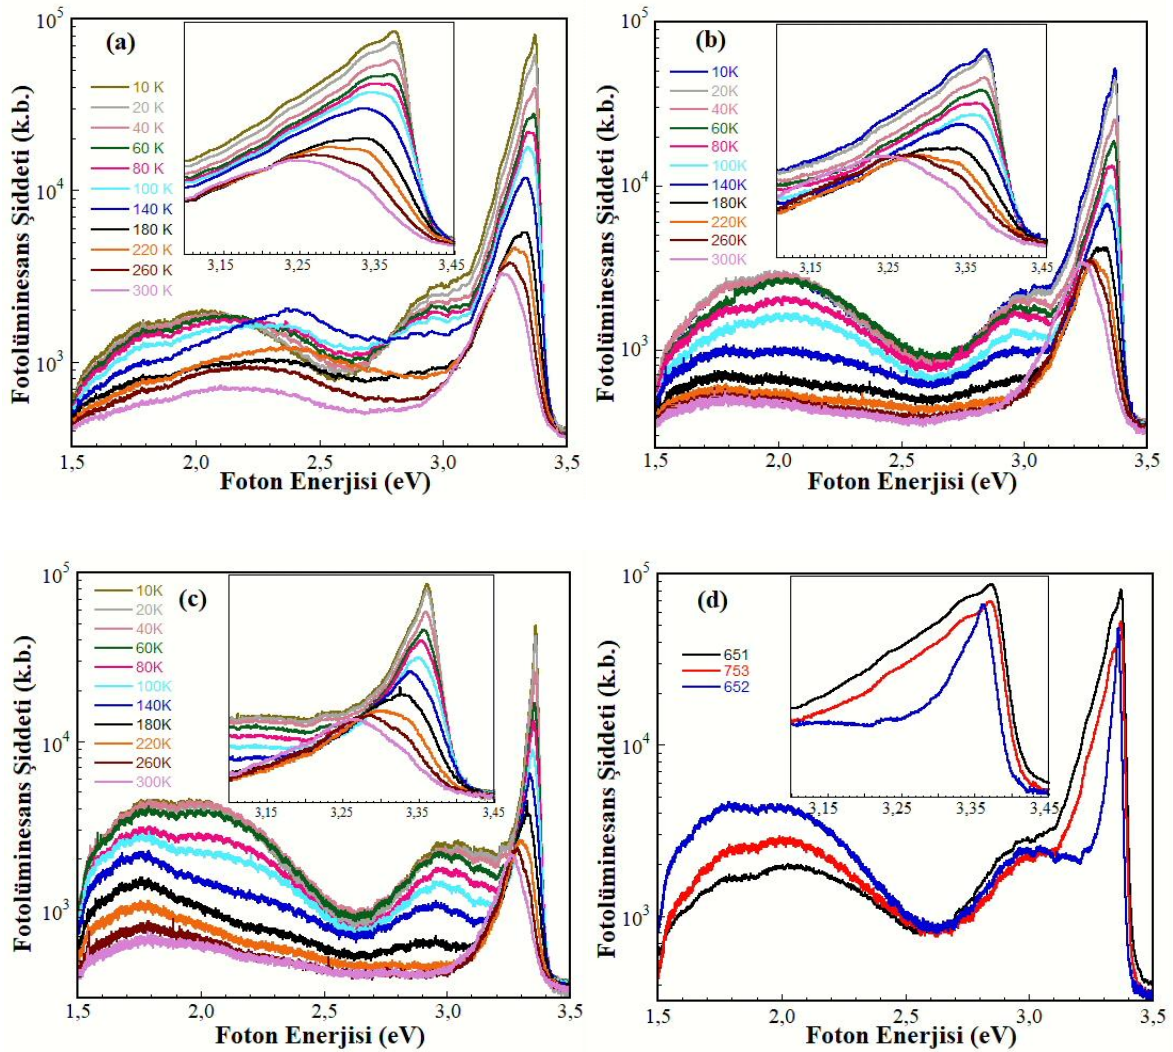 (a)
Fotolüminesans Şiddeti (k.b.)
10⁵
10⁴
10³
10 K
20 K
40 K
60 K
80 K
100 K
140 K
180 K
220 K
260 K
300 K
3,15 3,25 3,35 3,45
1,5 2,0 2,5 3,0 3,5
Foton Enerjisi (eV)
(b)
Fotolüminesans Şiddeti (k.b.)
10⁵
10⁴
10³
10K
20K
40K
60K
80K
100K
140K
180K
220K
260K
300K
3,15 3,25 3,35 3,45
1,5 2,0 2,5 3,0 3,5
Foton Enerjisi (eV)
(c)
Fotolüminesans Şiddeti (k.b.)
10⁵
10⁴
10³
10K
20K
40K
60K
80K
100K
140K
180K
220K
260K
300K
3,15 3,25 3,35 3,45
1,5 2,0 2,5 3,0 3,5
Foton Enerjisi (eV)
(d)
Fotolüminesans Şiddeti (k.b.)
10⁵
10⁴
10³
651
753
652
3,15 3,25 3,35 3,45
1,5 2,0 2,5 3,0 3,5
Foton Enerjisi (eV)